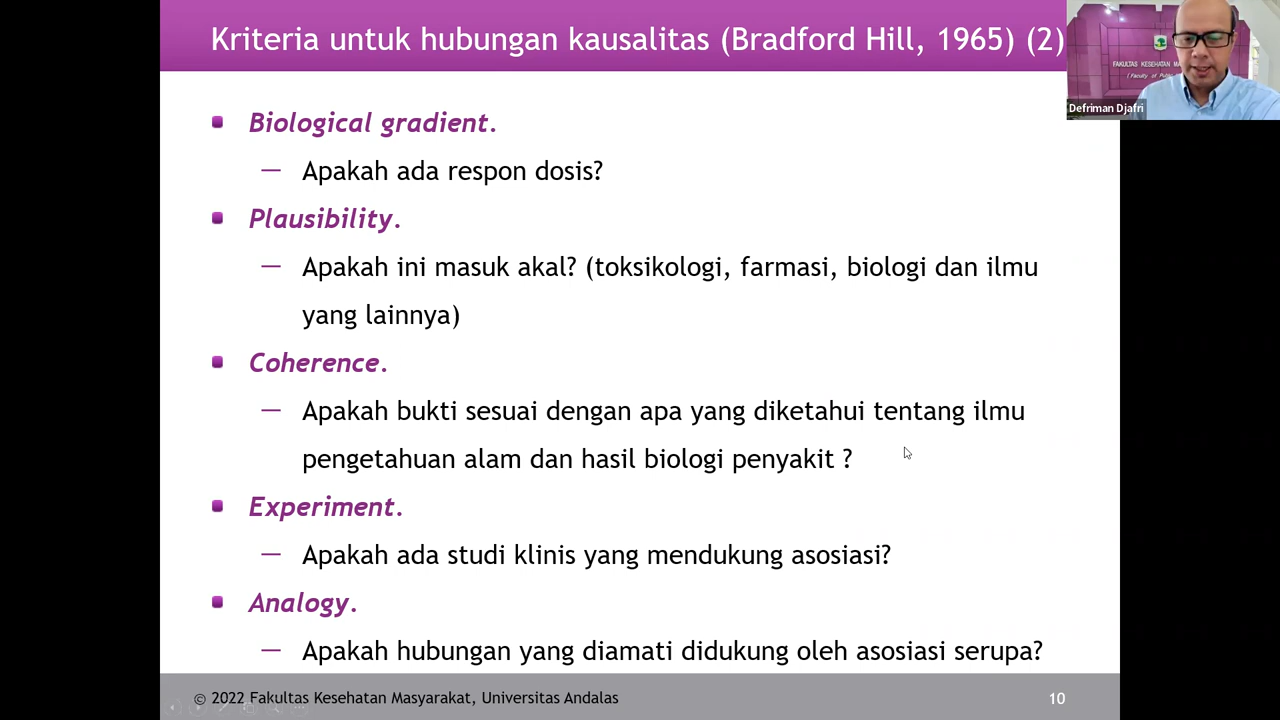 Kriteria untuk hubungan kausalitas (Bradford Hill, 1965) (2)
FAKULTAS KESEHATAN
(Faculty of
Defriman Djafri
Biological gradient.
— Apakah ada respon dosis?
Plausibility.
— Apakah ini masuk akal? (toksikologi, farmasi, biologi dan ilmu
yang lainnya)
Coherence.
— Apakah bukti sesuai dengan apa yang diketahui tentang ilmu
pengetahuan alam dan hasil biologi penyakit ?
Experiment.
— Apakah ada studi klinis yang mendukung asosiasi?
Analogy.
— Apakah hubungan yang diamati didukung oleh asosiasi serupa?
© 2022 Fakultas Kesehatan Masyarakat, Universitas Andalas
10